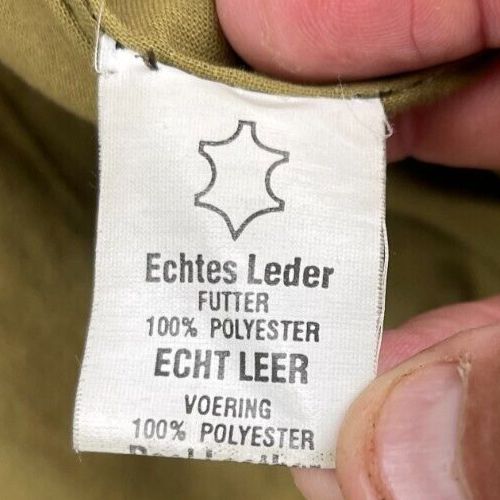 Echtes Leder
FUTTER
100% POLYESTER
ECHT LEER
VOERING
100% POLYESTER